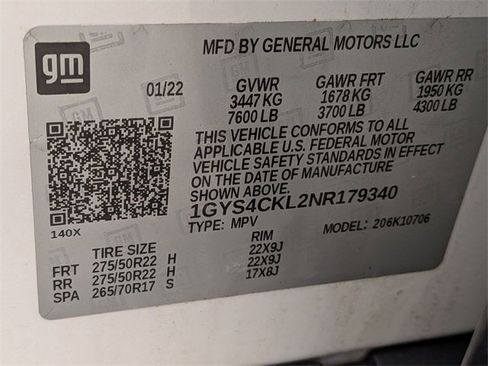 gm
MFD BY GENERAL MOTORS LLC
01/22 GVWR GAWR FRT GAWR RR
3447 KG 1678 KG 1950 KG
7600 LB 3700 LB 4300 LB
THIS VEHICLE CONFORMS TO ALL
APPLICABLE U.S. FEDERAL MOTOR
VEHICLE SAFETY STANDARDS IN EFFECT
ON THE DATE OF MANUFACTURE
SHOWN ABOVE.
1GYS4CKL2NR179340
140X TYPE: MPV MODEL: 206K10706
TIRE SIZE RIM
FRT 275/50R22 H 22X9J
RR 275/50R22 H 22X9J
SPA 265/70R17 S 17X8J